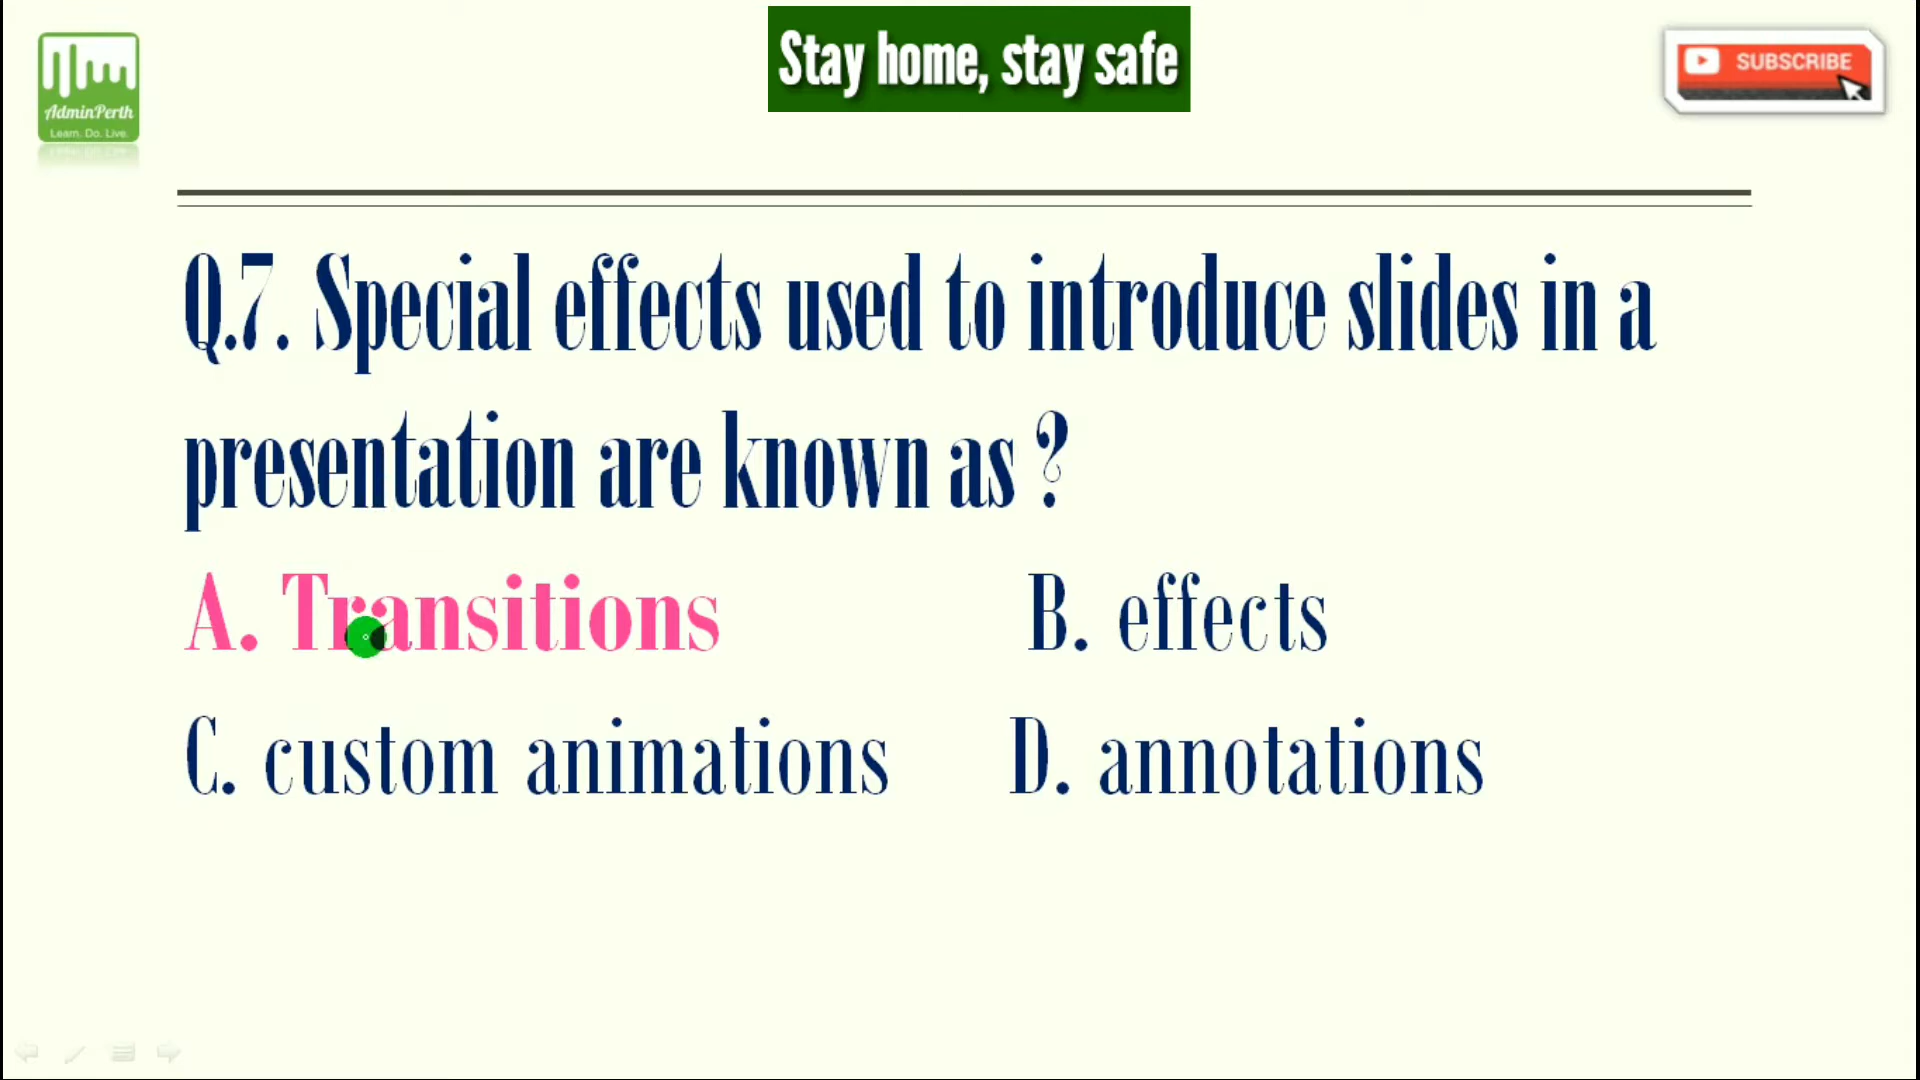 Stay home, stay safe
AdminPerth
Learn. Do. Live.
SUBSCRIBE
Q.7. Special effects used to introduce slides in a
presentation are known as ?
A. Transitions B. effects
C. custom animations D. annotations